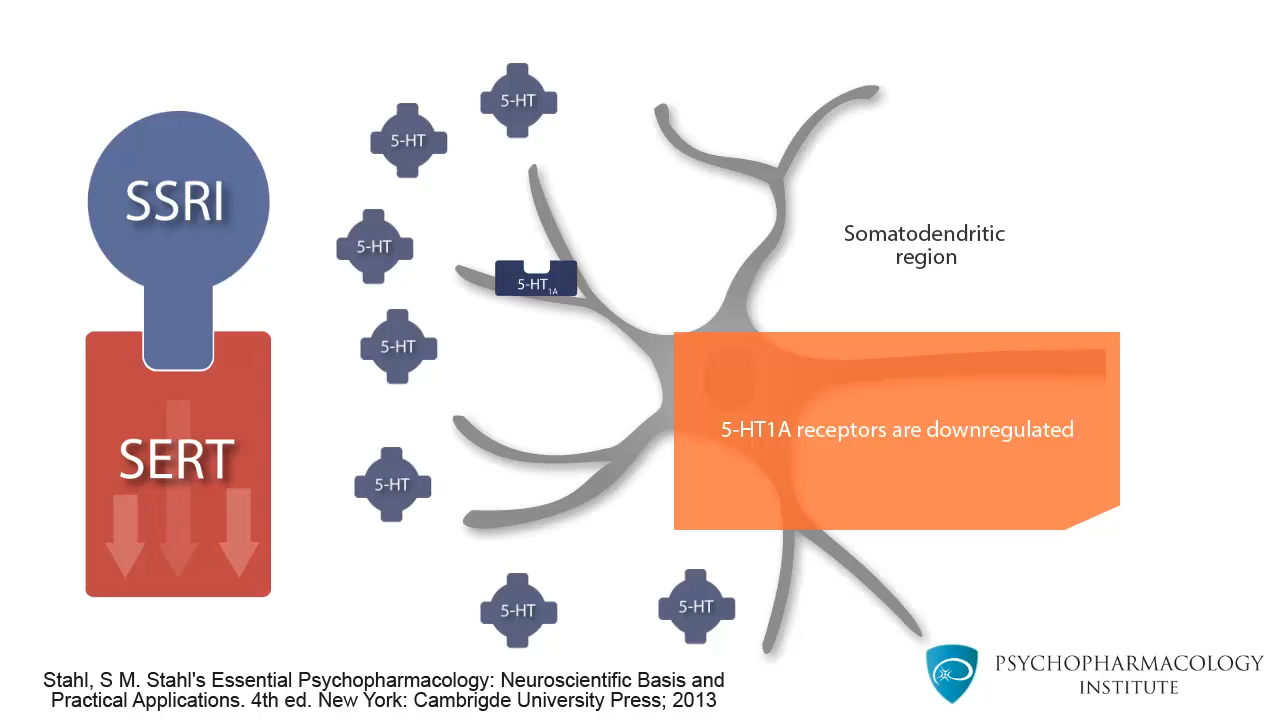 SSRI
SERT
5-HT
5-HT
5-HT
5-HT
5-HT
5-HT
5-HT
5-HT1A
Somatodendritic
region
5-HT1A receptors are downregulated
Stahl, S M. Stahl's Essential Psychopharmacology: Neuroscientific Basis and
Practical Applications. 4th ed. New York: Cambrigde University Press; 2013
PSYCHOPHARMACOLOGY
INSTITUTE